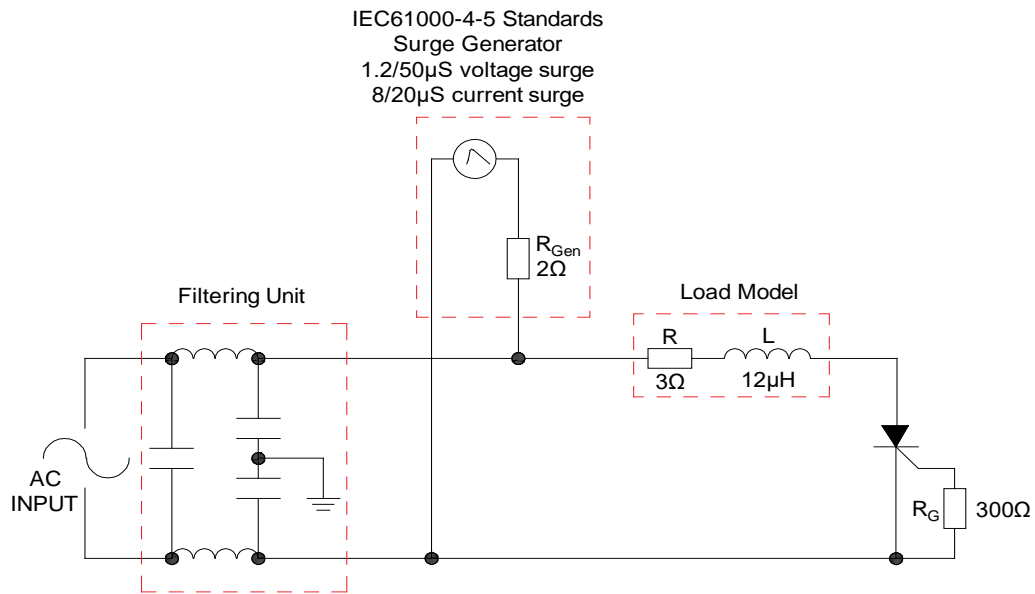 IEC61000-4-5 Standards
Surge Generator
1.2/50µS voltage surge
8/20µS current surge
RGen
2Ω
Filtering Unit
Load Model
R
L
3Ω
12µH
AC
INPUT
RG
300Ω